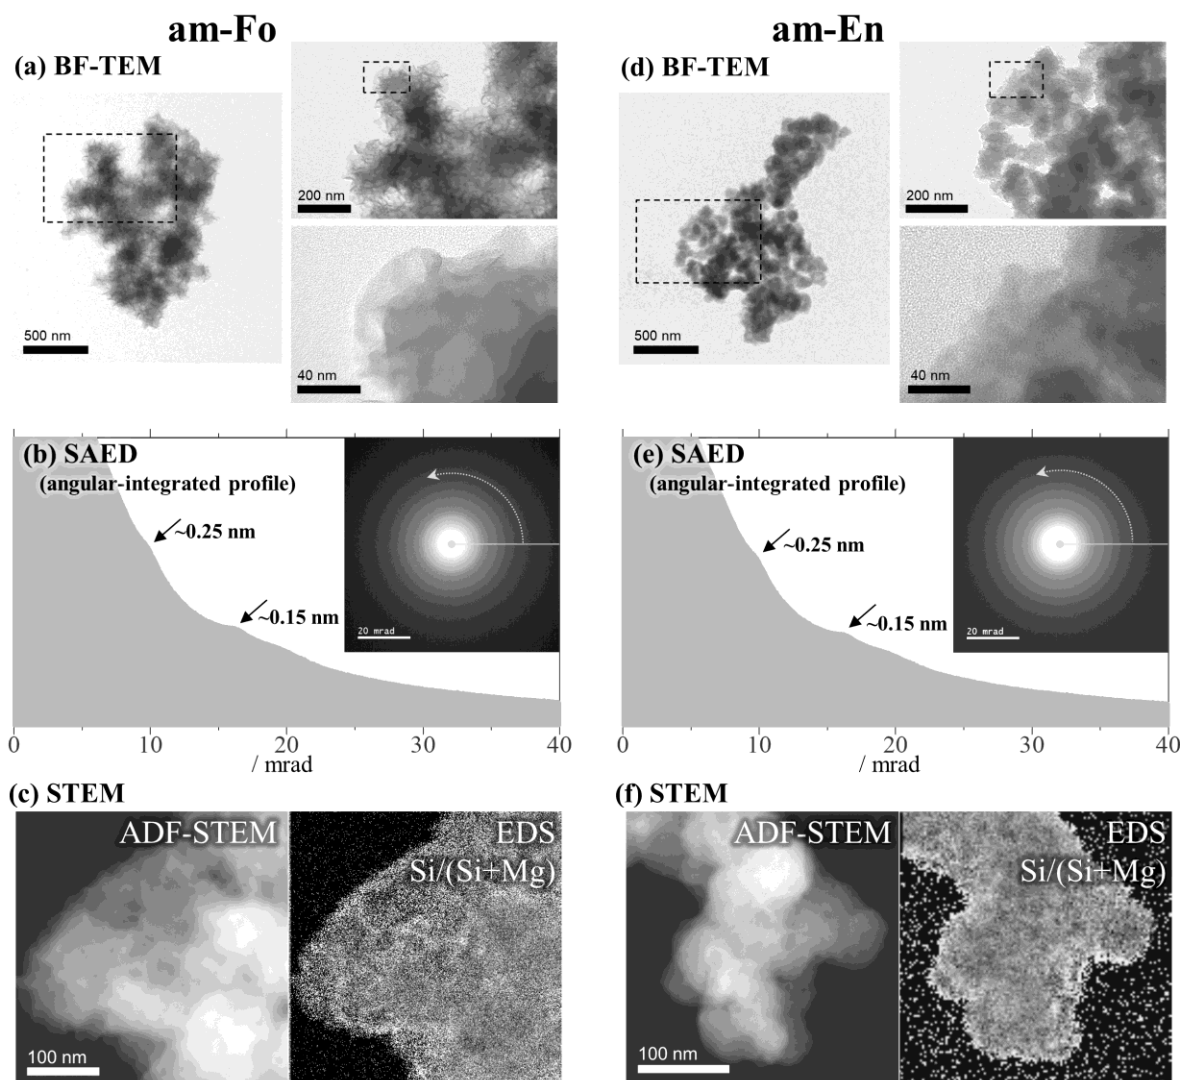 am-Fo
(a) BF-TEM
500 nm
200 nm
40 nm
(b) SAED
(angular-integrated profile)
~0.25 nm
~0.15 nm
20 mrad
0 10 20 30 40
/ mrad
(c) STEM
ADF-STEM
100 nm
EDS
Si/(Si+Mg)
am-En
(d) BF-TEM
500 nm
200 nm
40 nm
(e) SAED
(angular-integrated profile)
~0.25 nm
~0.15 nm
20 mrad
0 10 20 30 40
/ mrad
(f) STEM
ADF-STEM
100 nm
EDS
Si/(Si+Mg)